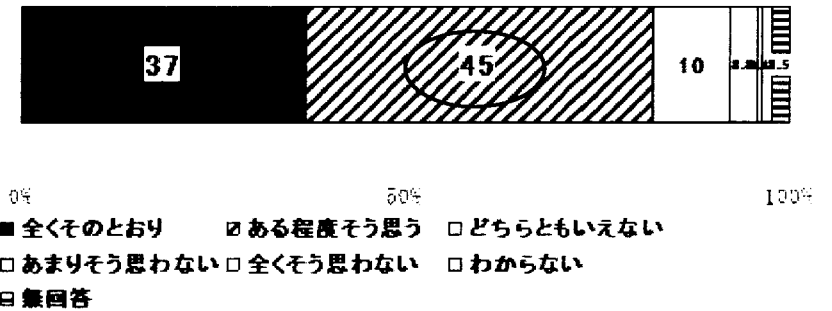 37 45 10
0% 50% 100%
■全くそのとおり ☑ある程度そう思う □どちらともいえない
□あまりそう思わない □全くそう思わない □わからない
⊟無回答